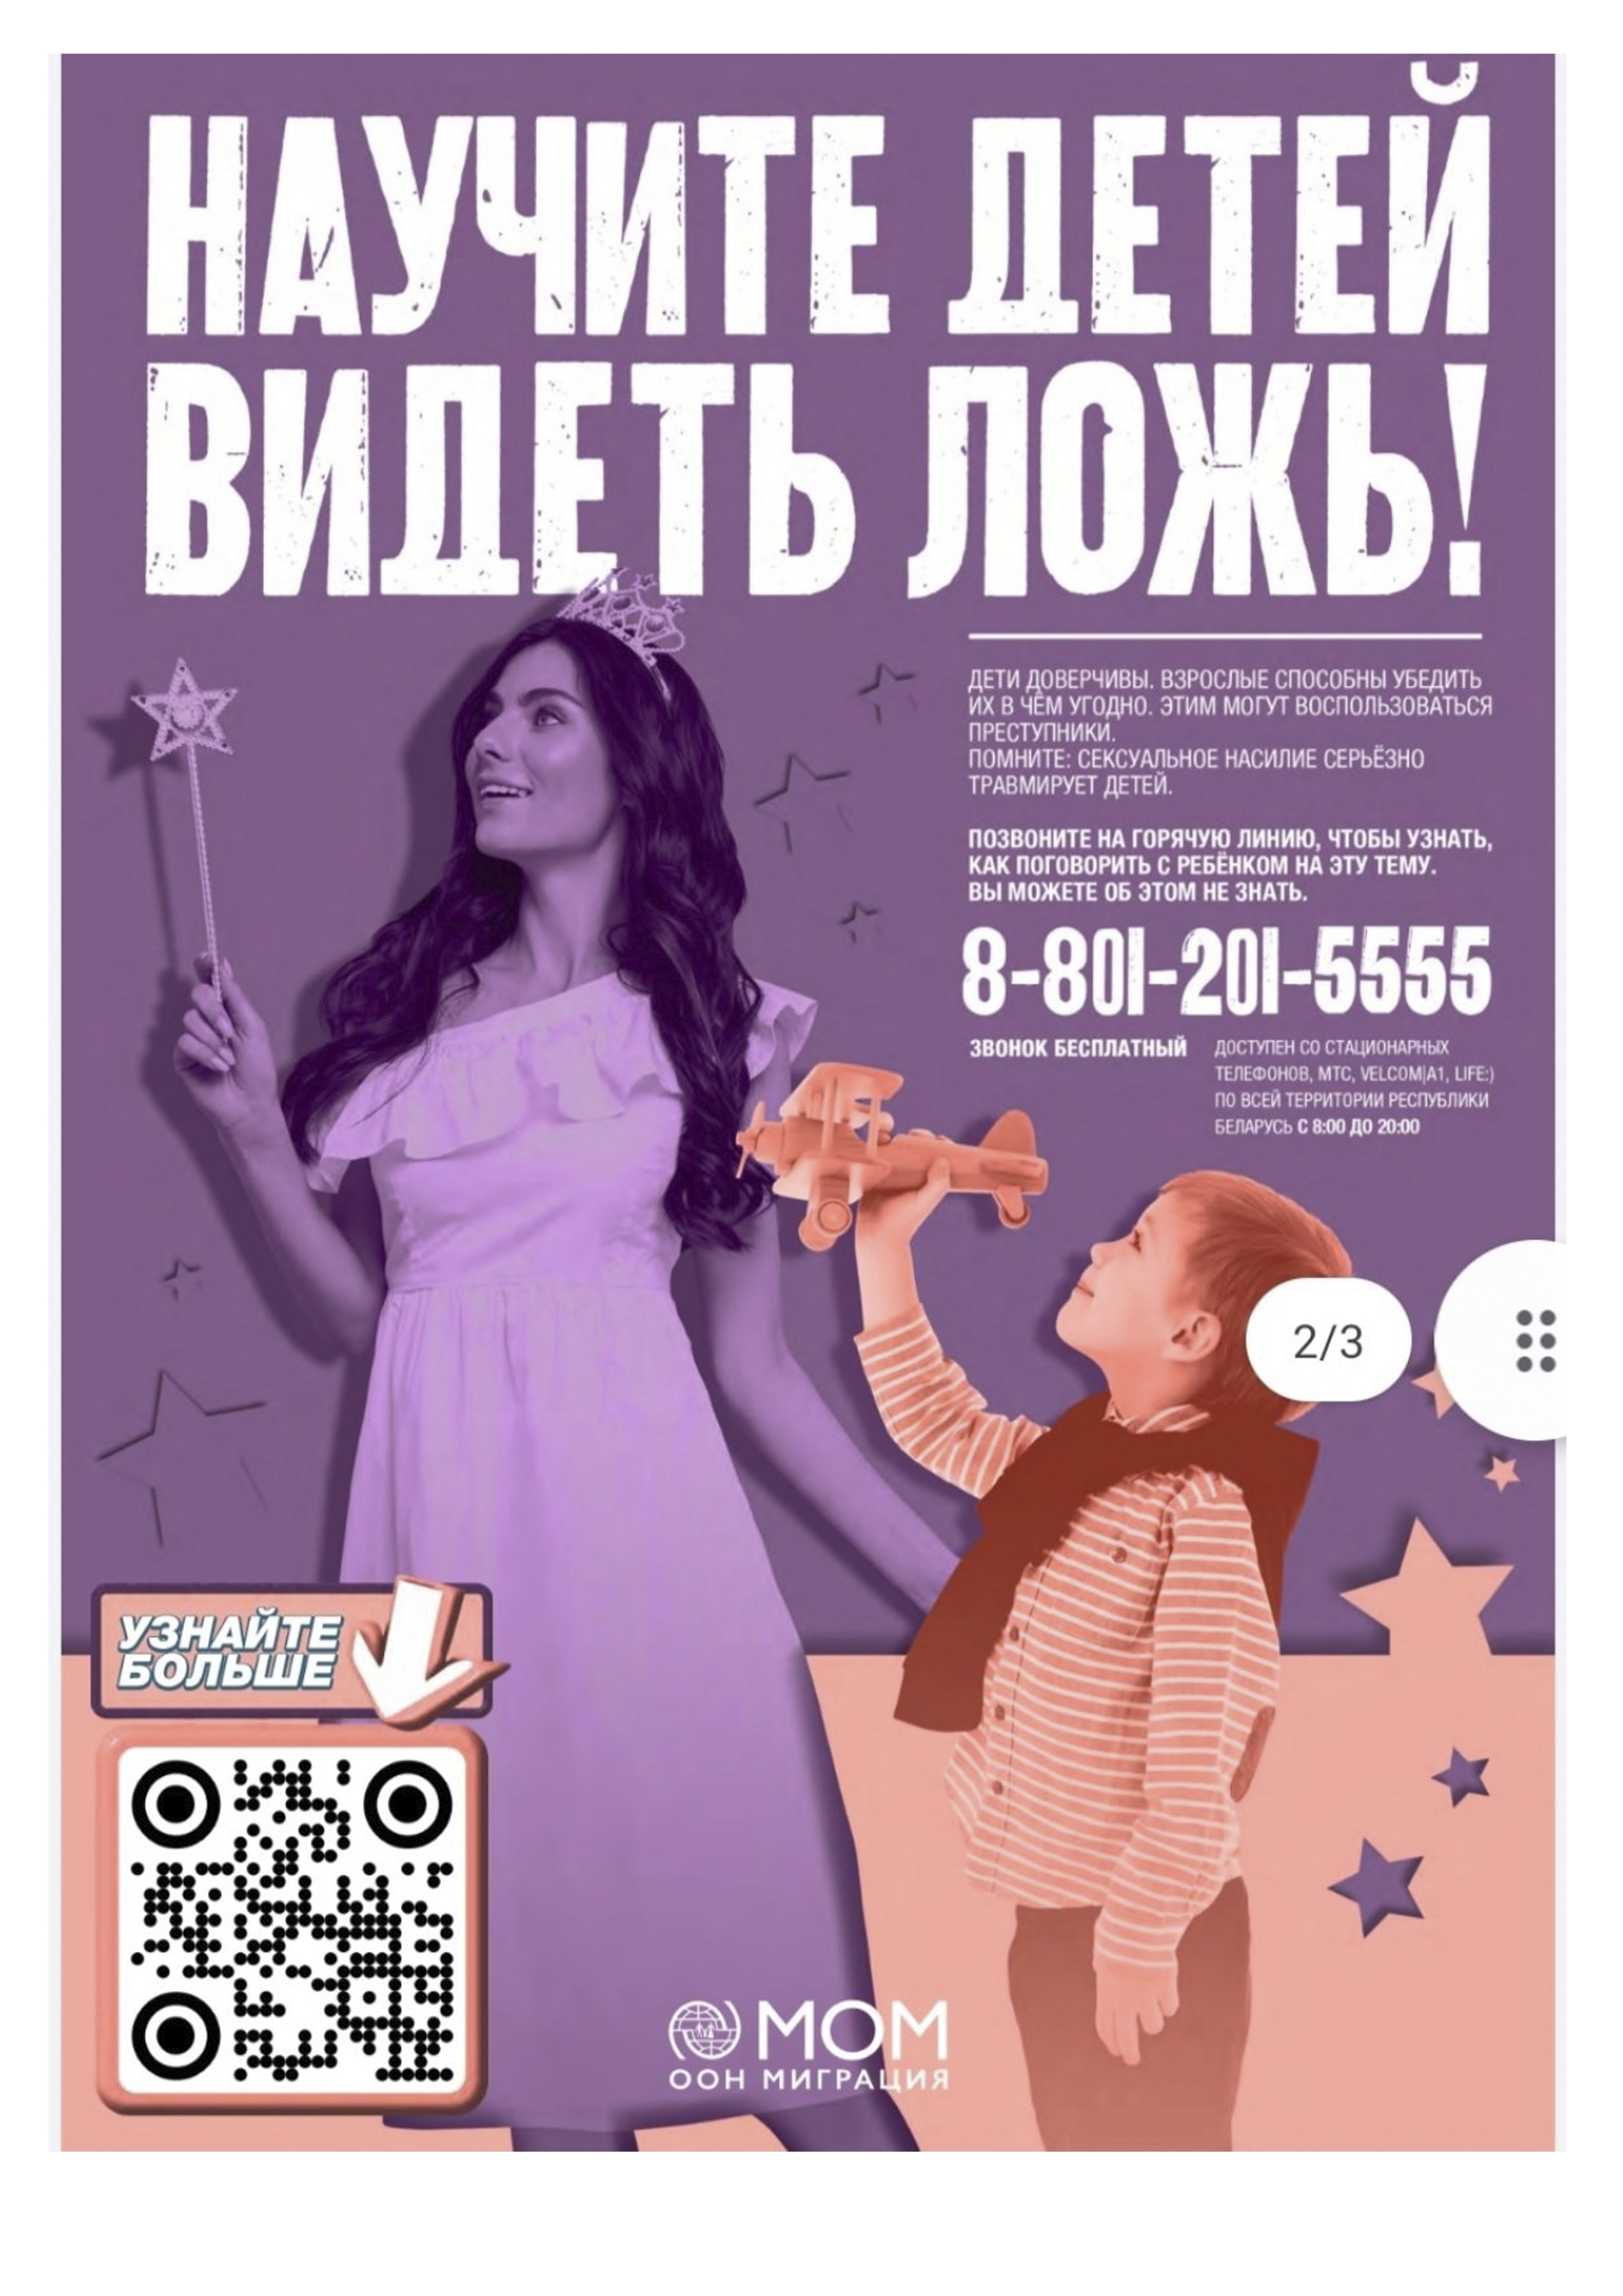 НАУЧИТЕ ДЕТЕЙ
ВИДЕТЬ ЛОЖЬ!
ДЕТИ ДОВЕРЧИВЫ. ВЗРОСЛЫЕ СПОСОБНЫ УБЕДИТЬ
ИХ В ЧЁМ УГОДНО. ЭТИМ МОГУТ ВОСПОЛЬЗОВАТЬСЯ
ПРЕСТУПНИКИ.
ПОМНИТЕ: СЕКСУАЛЬНОЕ НАСИЛИЕ СЕРЬЁЗНО
ТРАВМИРУЕТ ДЕТЕЙ.
ПОЗВОНИТЕ НА ГОРЯЧУЮ ЛИНИЮ, ЧТОБЫ УЗНАТЬ,
КАК ПОГОВОРИТЬ С РЕБЁНКОМ НА ЭТУ ТЕМУ.
ВЫ МОЖЕТЕ ОБ ЭТОМ НЕ ЗНАТЬ.
8-801-201-5555
ЗВОНОК БЕСПЛАТНЫЙ
ДОСТУПЕН СО СТАЦИОНАРНЫХ
ТЕЛЕФОНОВ, МТС, VELCOM|A1, LIFE:)
ПО ВСЕЙ ТЕРРИТОРИИ РЕСПУБЛИКИ
БЕЛАРУСЬ С 8:00 ДО 20:00
2/3
УЗНАЙТЕ
БОЛЬШЕ
МОМ
ООН МИГРАЦИЯ